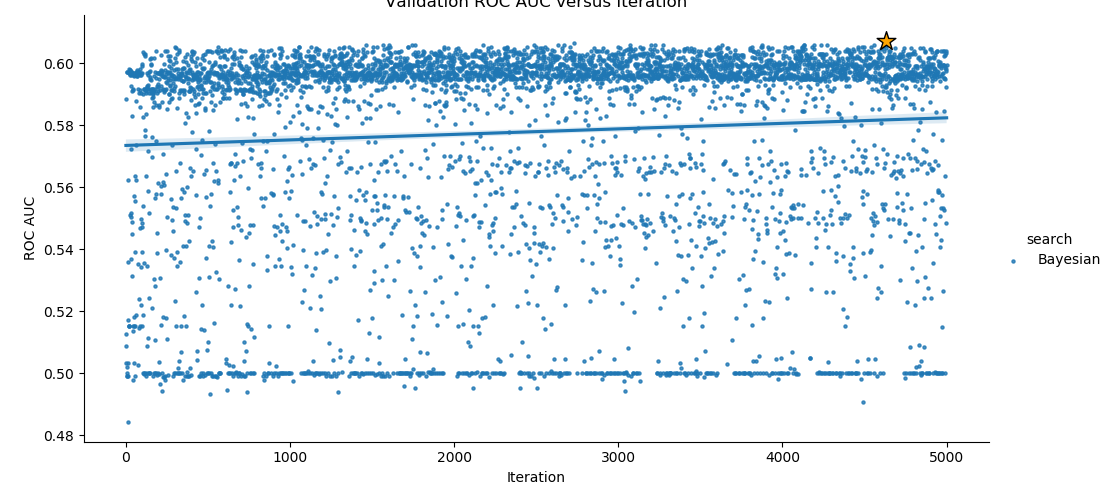 Validation ROC AUC versus Iteration
0.60
0.58
0.56
0.54
0.52
0.50
0.48
ROC AUC
0
1000
2000
3000
4000
5000
Iteration
search
Bayesian